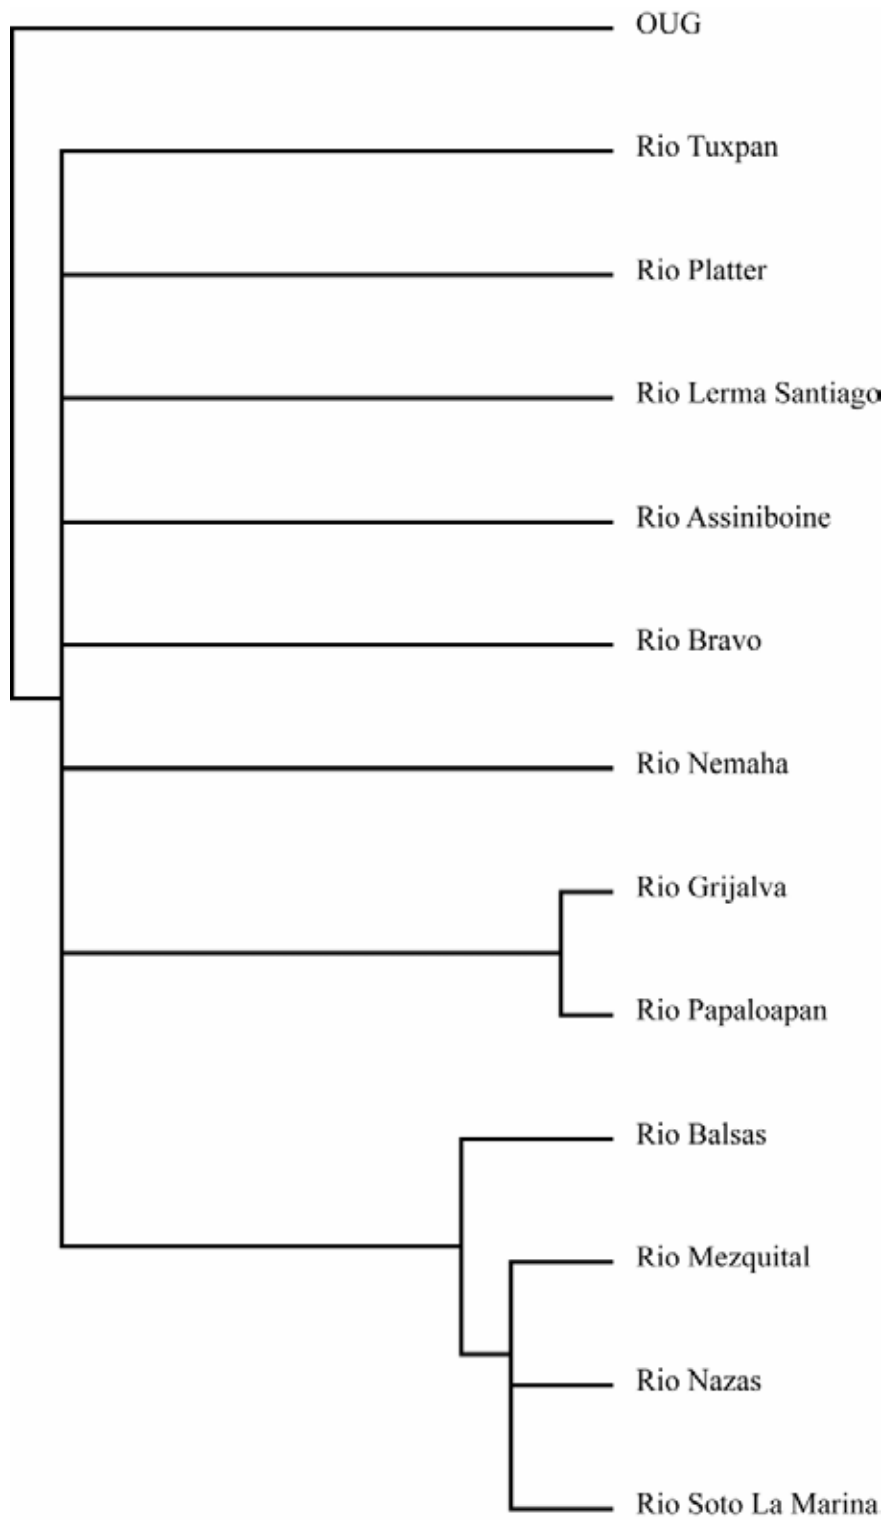 OUG
Rio Tuxpan
Rio Platter
Rio Lerma Santiago
Rio Assiniboine
Rio Bravo
Rio Nemaha
Rio Grijalva
Rio Papaloapan
Rio Balsas
Rio Mezquital
Rio Nazas
Rio Soto La Marina